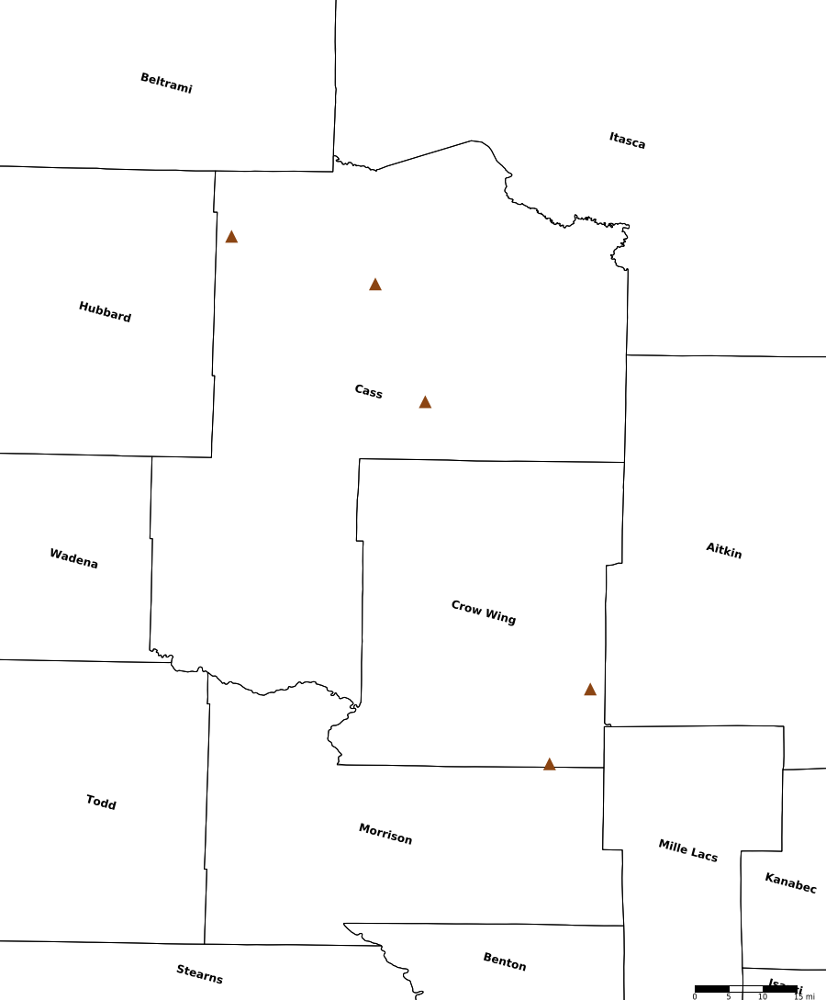 Beltrami
Itasca
Hubbard
Cass
Wadena
Aitkin
Crow Wing
Todd
Morrison
Mille Lacs
Kanabec
Benton
Stearns
0 5 10 15 mi